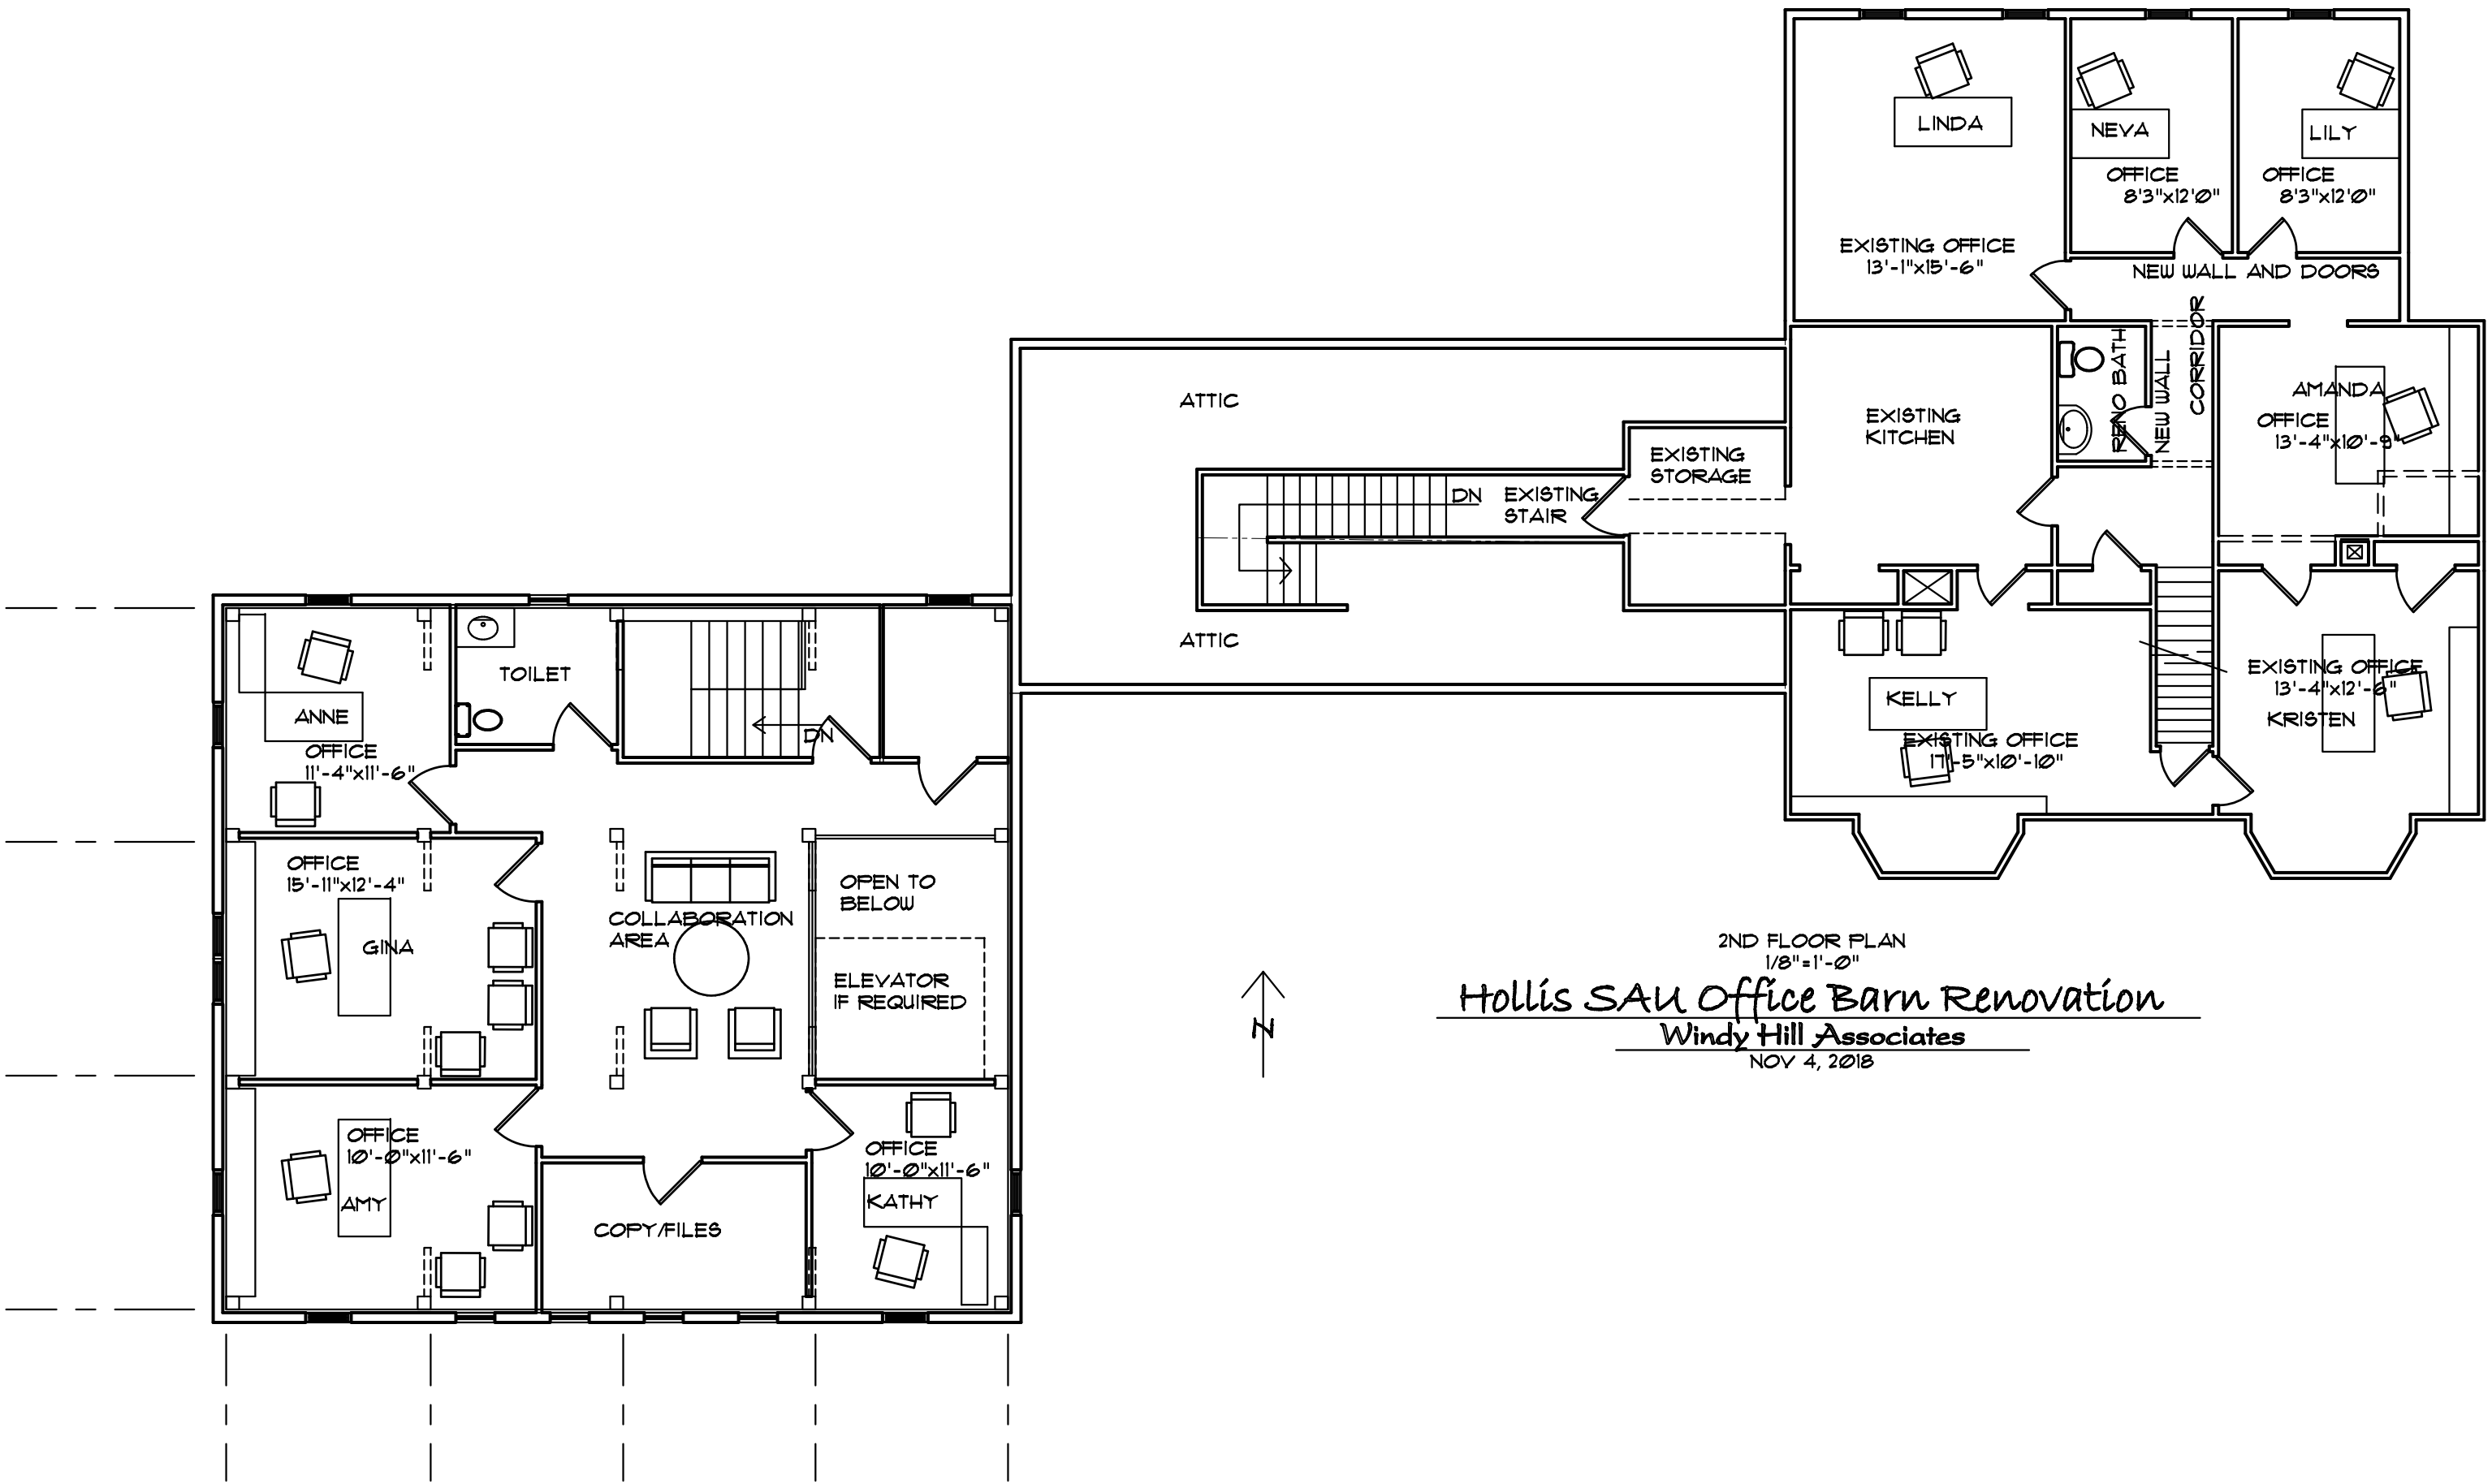 LINDA
NEVA
LILY
OFFICE
8'3"x12'0"
OFFICE
8'3"x12'0"
EXISTING OFFICE
13'-1"x15'-6"
NEW WALL AND DOORS
RENO BATH
NEW WALL
CORRIDOR
ATTIC
EXISTING
KITCHEN
AMANDA
OFFICE
13'-4"x10'-9"
EXISTING
STORAGE
DN
EXISTING
STAIR
ATTIC
KELLY
EXISTING OFFICE
17'-5"x10'-10"
EXISTING OFFICE
13'-4"x12'-6"
KRISTEN
TOILET
ANNE
OFFICE
11'-4"x11'-6"
DN
OFFICE
15'-11"x12'-4"
GINA
COLLABORATION
AREA
OPEN TO
BELOW
ELEVATOR
IF REQUIRED
OFFICE
10'-0"x11'-6"
AMY
COPY/FILES
OFFICE
10'-0"x11'-6"
KATHY
N
2ND FLOOR PLAN
1/8"=1'-0"
Hollis SAU Office Barn Renovation
Windy Hill Associates
NOV 4, 2018